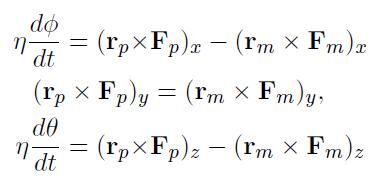 η dφ/dt = (r_p×F_p)_x − (r_m × F_m)_x
(r_p × F_p)_y = (r_m × F_m)_y,
η dθ/dt = (r_p×F_p)_z − (r_m × F_m)_z